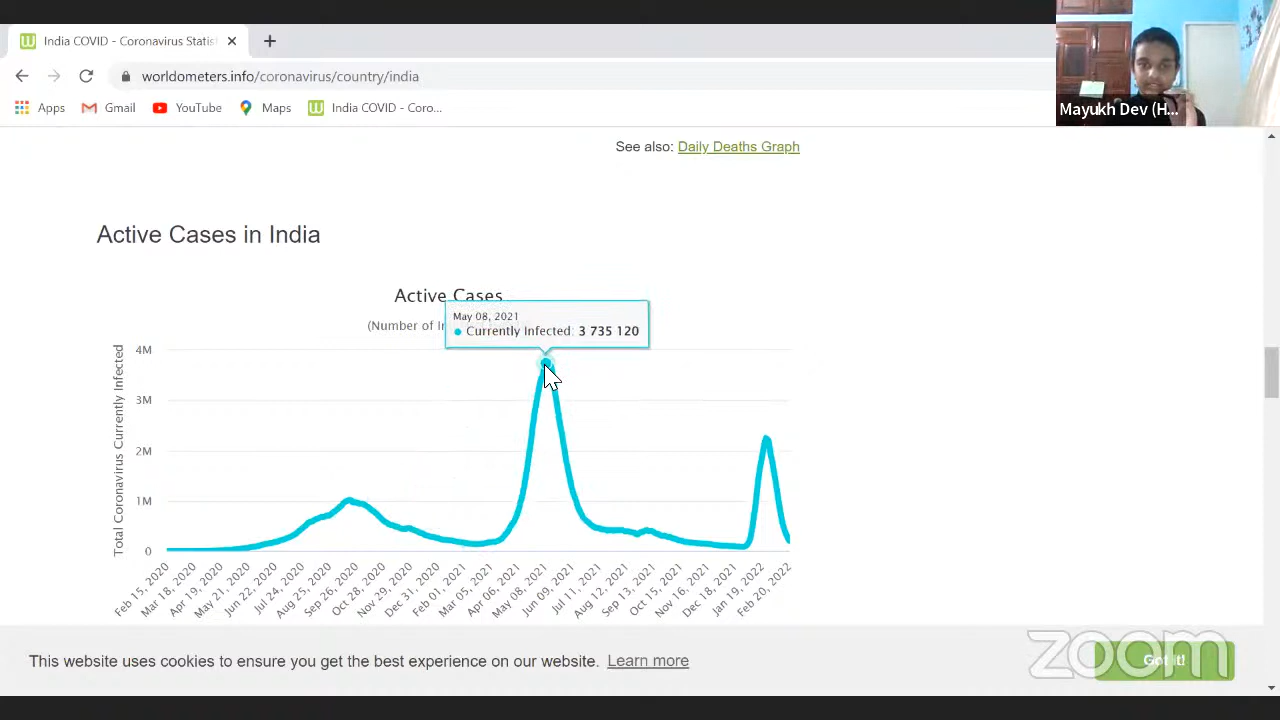 India COVID - Coronavirus Statis
worldometers.info/coronavirus/country/india
Apps
Gmail
YouTube
Maps
India COVID - Coro...
Mayukh Dev (H...
See also: Daily Deaths Graph
Active Cases in India
Active Cases
(Number of In
May 08, 2021
Currently Infected: 3 735 120
Total Coronavirus Currently Infected
4M
3M
2M
1M
0
Feb 15, 2020
Mar 18, 2020
Apr 19, 2020
May 21, 2020
Jun 22, 2020
Jul 24, 2020
Aug 25, 2020
Sep 26, 2020
Oct 28, 2020
Nov 29, 2020
Dec 31, 2020
Feb 01, 2021
Mar 05, 2021
Apr 06, 2021
May 08, 2021
Jun 09, 2021
Jul 11, 2021
Aug 12, 2021
Sep 13, 2021
Oct 15, 2021
Nov 16, 2021
Dec 18, 2021
Jan 19, 2022
Feb 20, 2022
This website uses cookies to ensure you get the best experience on our website. Learn more
Got it!
zoom